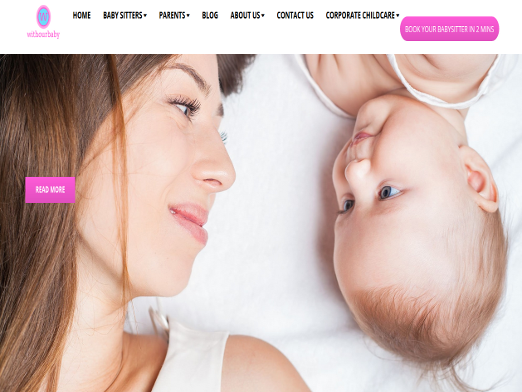 HOME BABY SITTERS PARENTS BLOG ABOUT US CONTACT US CORPORATE CHILDCARE
BOOK YOUR BABYSITTER IN 2 MINS
W
withourbaby
READ MORE